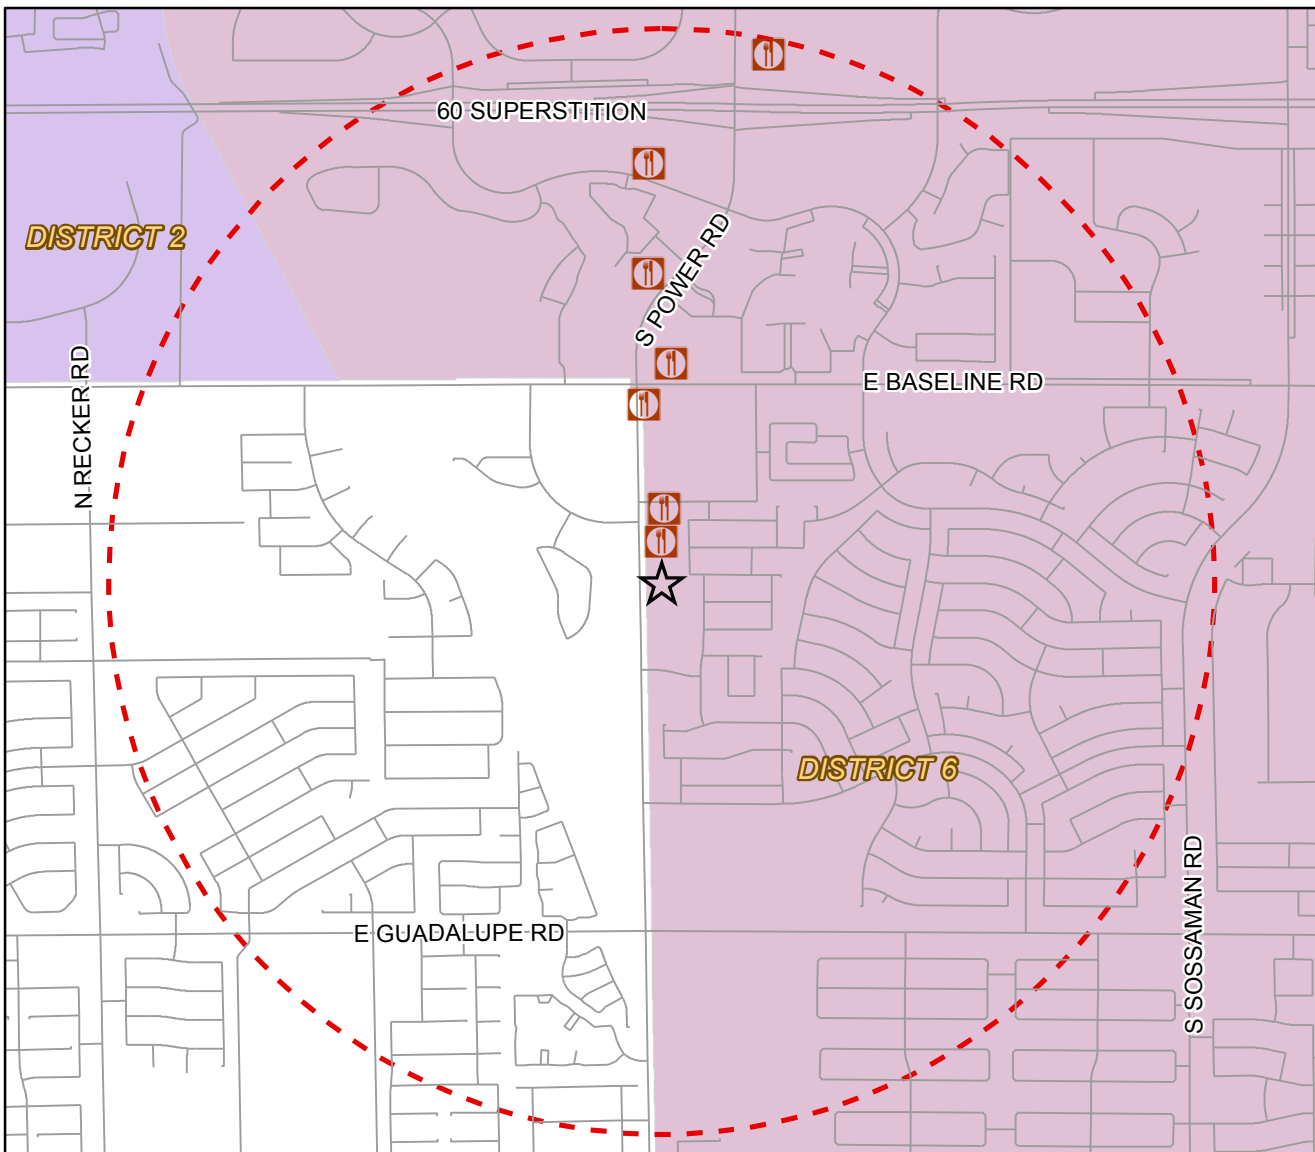 60 SUPERSTITION
DISTRICT 2
S POWER RD
N RECKER RD
E BASELINE RD
DISTRICT 6
E GUADALUPE RD
S SOSSAMAN RD